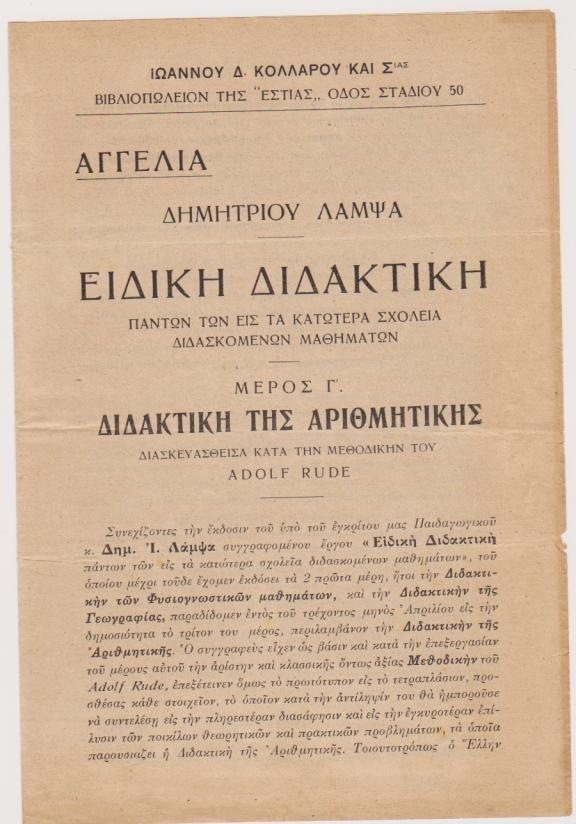 ΙΩΑΝΝΟΥ Δ. ΚΟΛΛΑΡΟΥ ΚΑΙ ΣΙΑΣ
ΒΙΒΛΙΟΠΩΛΕΙΟΝ ΤΗΣ "ΕΣΤΙΑΣ,, ΟΔΟΣ ΣΤΑΔΙΟΥ 50
ΑΓΓΕΛΙΑ
ΔΗΜΗΤΡΙΟΥ ΛΑΜΨΑ
ΕΙΔΙΚΗ ΔΙΔΑΚΤΙΚΗ
ΠΑΝΤΩΝ ΤΩΝ ΕΙΣ ΤΑ ΚΑΤΩΤΕΡΑ ΣΧΟΛΕΙΑ
ΔΙΔΑΣΚΟΜΕΝΩΝ ΜΑΘΗΜΑΤΩΝ
ΜΕΡΟΣ Γ'.
ΔΙΔΑΚΤΙΚΗ ΤΗΣ ΑΡΙΘΜΗΤΙΚΗΣ
ΔΙΑΣΚΕΥΑΣΘΕΙΣΑ ΚΑΤΑ ΤΗΝ ΜΕΘΟΔΙΚΗΝ ΤΟΥ
ADOLF RUDE
Συνεχίζοντες τὴν ἔκδοσιν τοῦ ὑπὸ τοῦ ἐγκρίτου μας Παιδαγωγικοῦ
κ. Δημ. Ἰ. Λάμψα συγγραφομένου ἔργου «Εἰδικὴ Διδακτικὴ
πάντων τῶν εἰς τὰ κατώτερα σχολεῖα διδασκομένων μαθημάτων», τοῦ
ὁποίου μέχρι τοῦδε ἔχομεν ἐκδόσει τὰ 2 πρῶτα μέρη, ἤτοι τὴν Διδακτι-
κὴν τῶν Φυσιογνωστικῶν μαθημάτων, καὶ τὴν Διδακτικὴν τῆς
Γεωγραφίας, παραδίδομεν ἐντὸς τοῦ τρέχοντος μηνὸς Ἀπριλίου εἰς τὴν
δημοσιότητα τὸ τρίτον του μέρος, περιλαμβάνον τὴν Διδακτικὴν τῆς
Ἀριθμητικῆς. Ὁ συγγραφεὺς εἶχεν ὡς βάσιν καὶ κατὰ τὴν ἐπεξεργασίαν
τοῦ μέρους αὐτοῦ τὴν ἀρίστην καὶ κλασσικῆς ὄντως ἀξίας Μεθοδικὴν τοῦ
Adolf Rude, ἐπεξέτεινεν ὅμως τὸ πρωτότυπον εἰς τὸ τετραπλάσιον, προ-
σθέσας κάθε στοιχεῖον, τὸ ὁποῖον κατὰ τὴν ἀντίληψίν του θὰ ἠμποροῦσε
νὰ συντελέσῃ εἰς τὴν πληρεστέραν διασάφησιν καὶ εἰς τὴν ἐγκυροτέραν ἐπί-
λυσιν τῶν ποικίλων θεωρητικῶν καὶ πρακτικῶν προβλημάτων, τὰ ὁποῖα
παρουσιαζει ἡ Διδακτικὴ τῆς Ἀριθμητικῆς. Τοιουτοτρόπως ὁ Ἕλλην